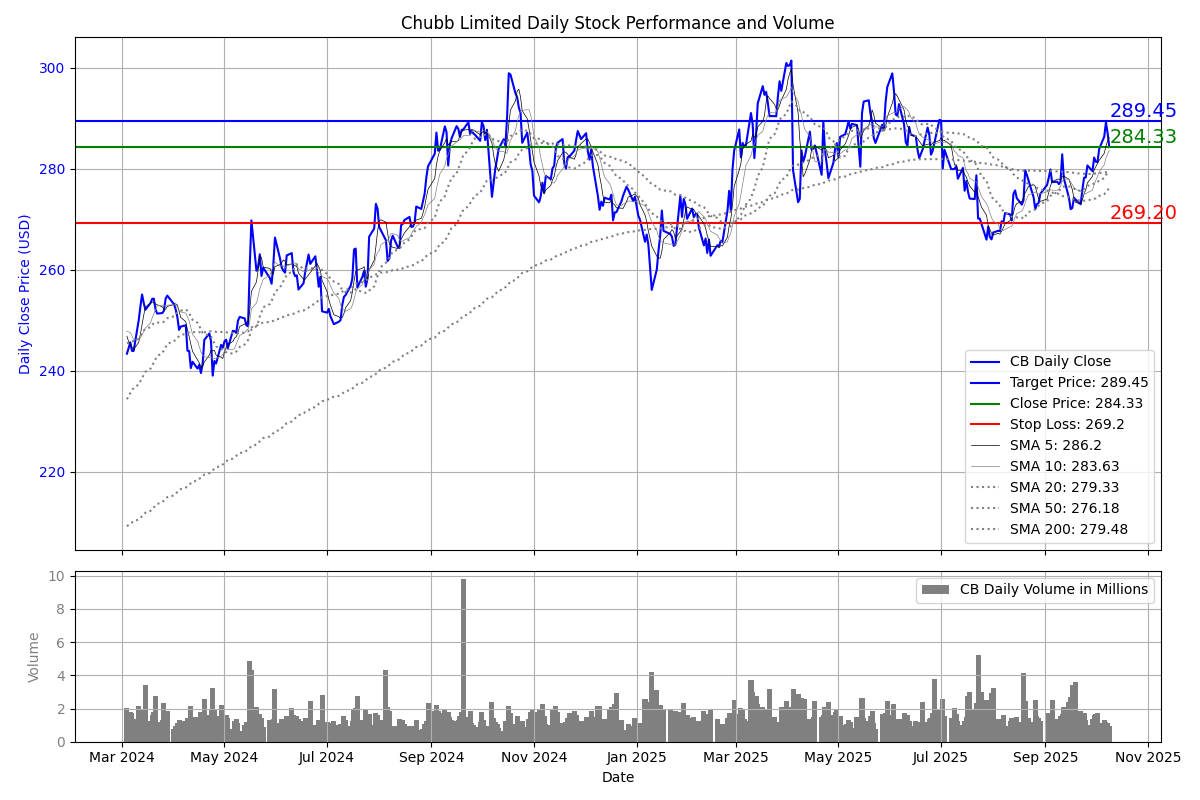 Chubb Limited Daily Stock Performance and Volume
Daily Close Price (USD)
300
280
260
240
220
289.45
284.33
269.20
CB Daily Close
Target Price: 289.45
Close Price: 284.33
Stop Loss: 269.2
SMA 5: 286.2
SMA 10: 283.63
SMA 20: 279.33
SMA 50: 276.18
SMA 200: 279.48
Volume
10
8
6
4
2
0
CB Daily Volume in Millions
Mar 2024 May 2024 Jul 2024 Sep 2024 Nov 2024 Jan 2025 Mar 2025 May 2025 Jul 2025 Sep 2025 Nov 2025
Date